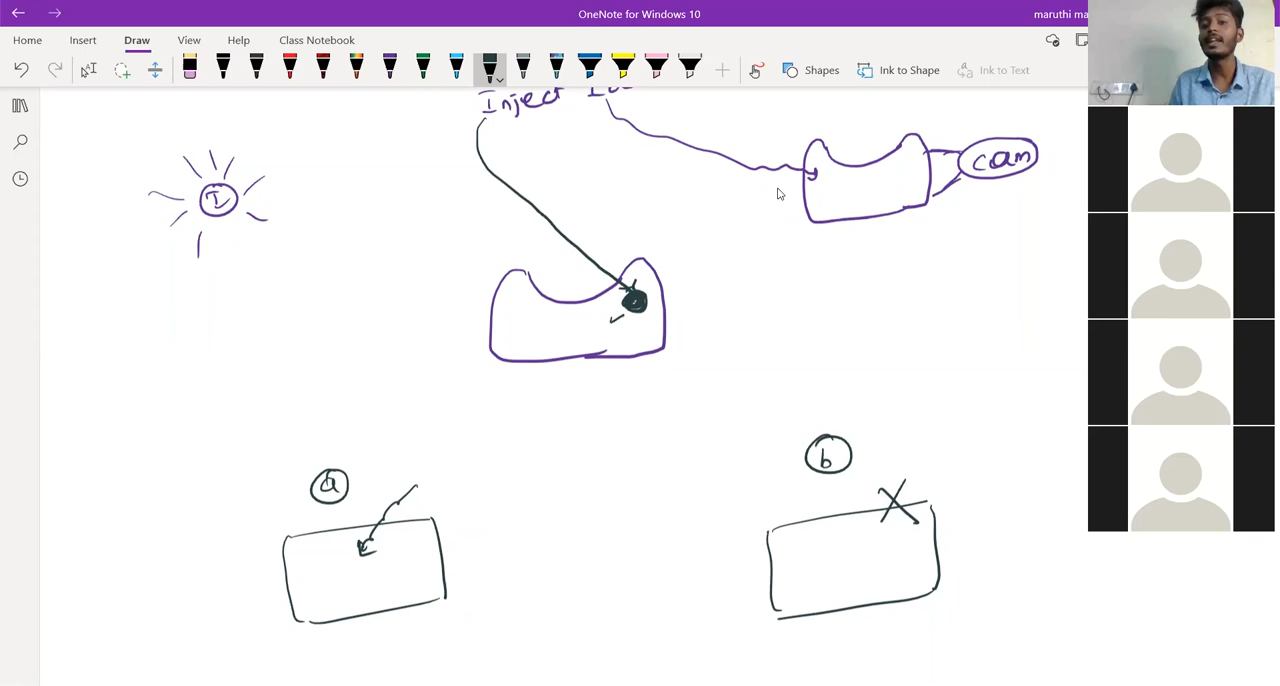 OneNote for Windows 10
maruthi ma
Home Insert Draw View Help Class Notebook
Shapes Ink to Shape Ink to Text
Inject
I
com
a
b